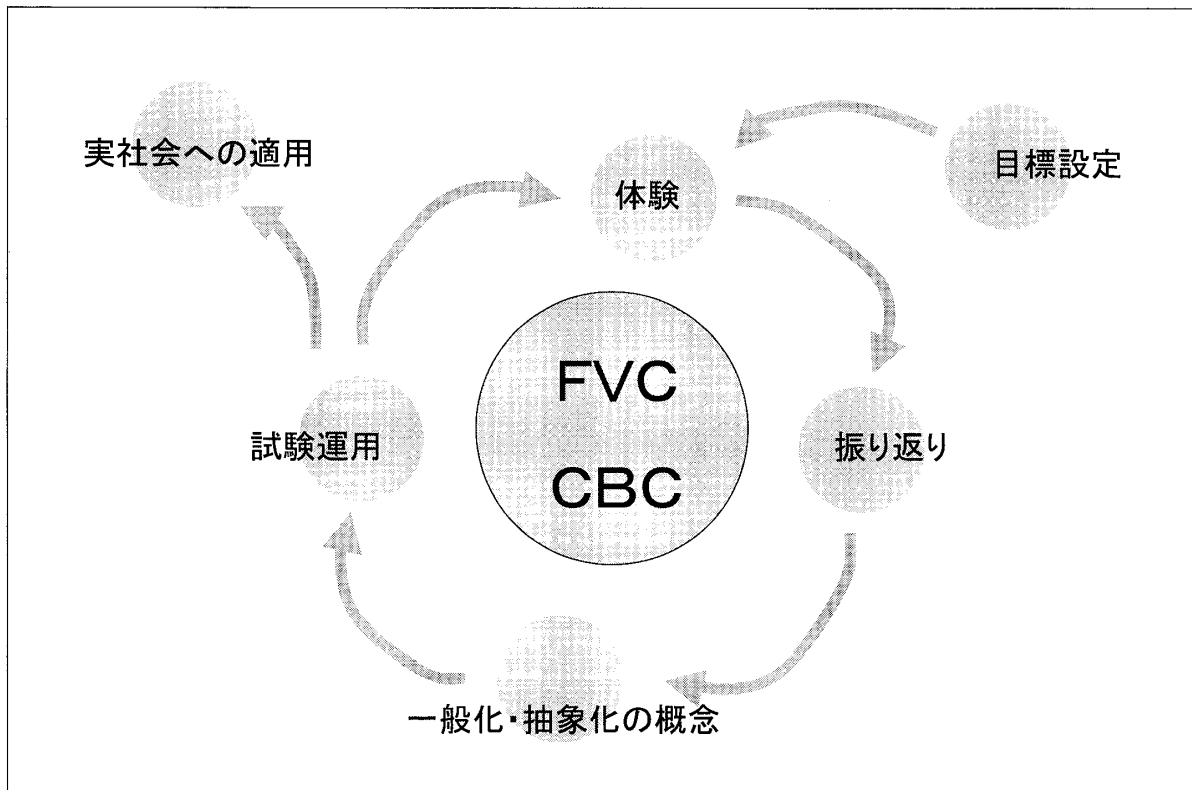 実社会への適用
体験
目標設定
FVC
CBC
試験運用
振り返り
一般化・抽象化の概念